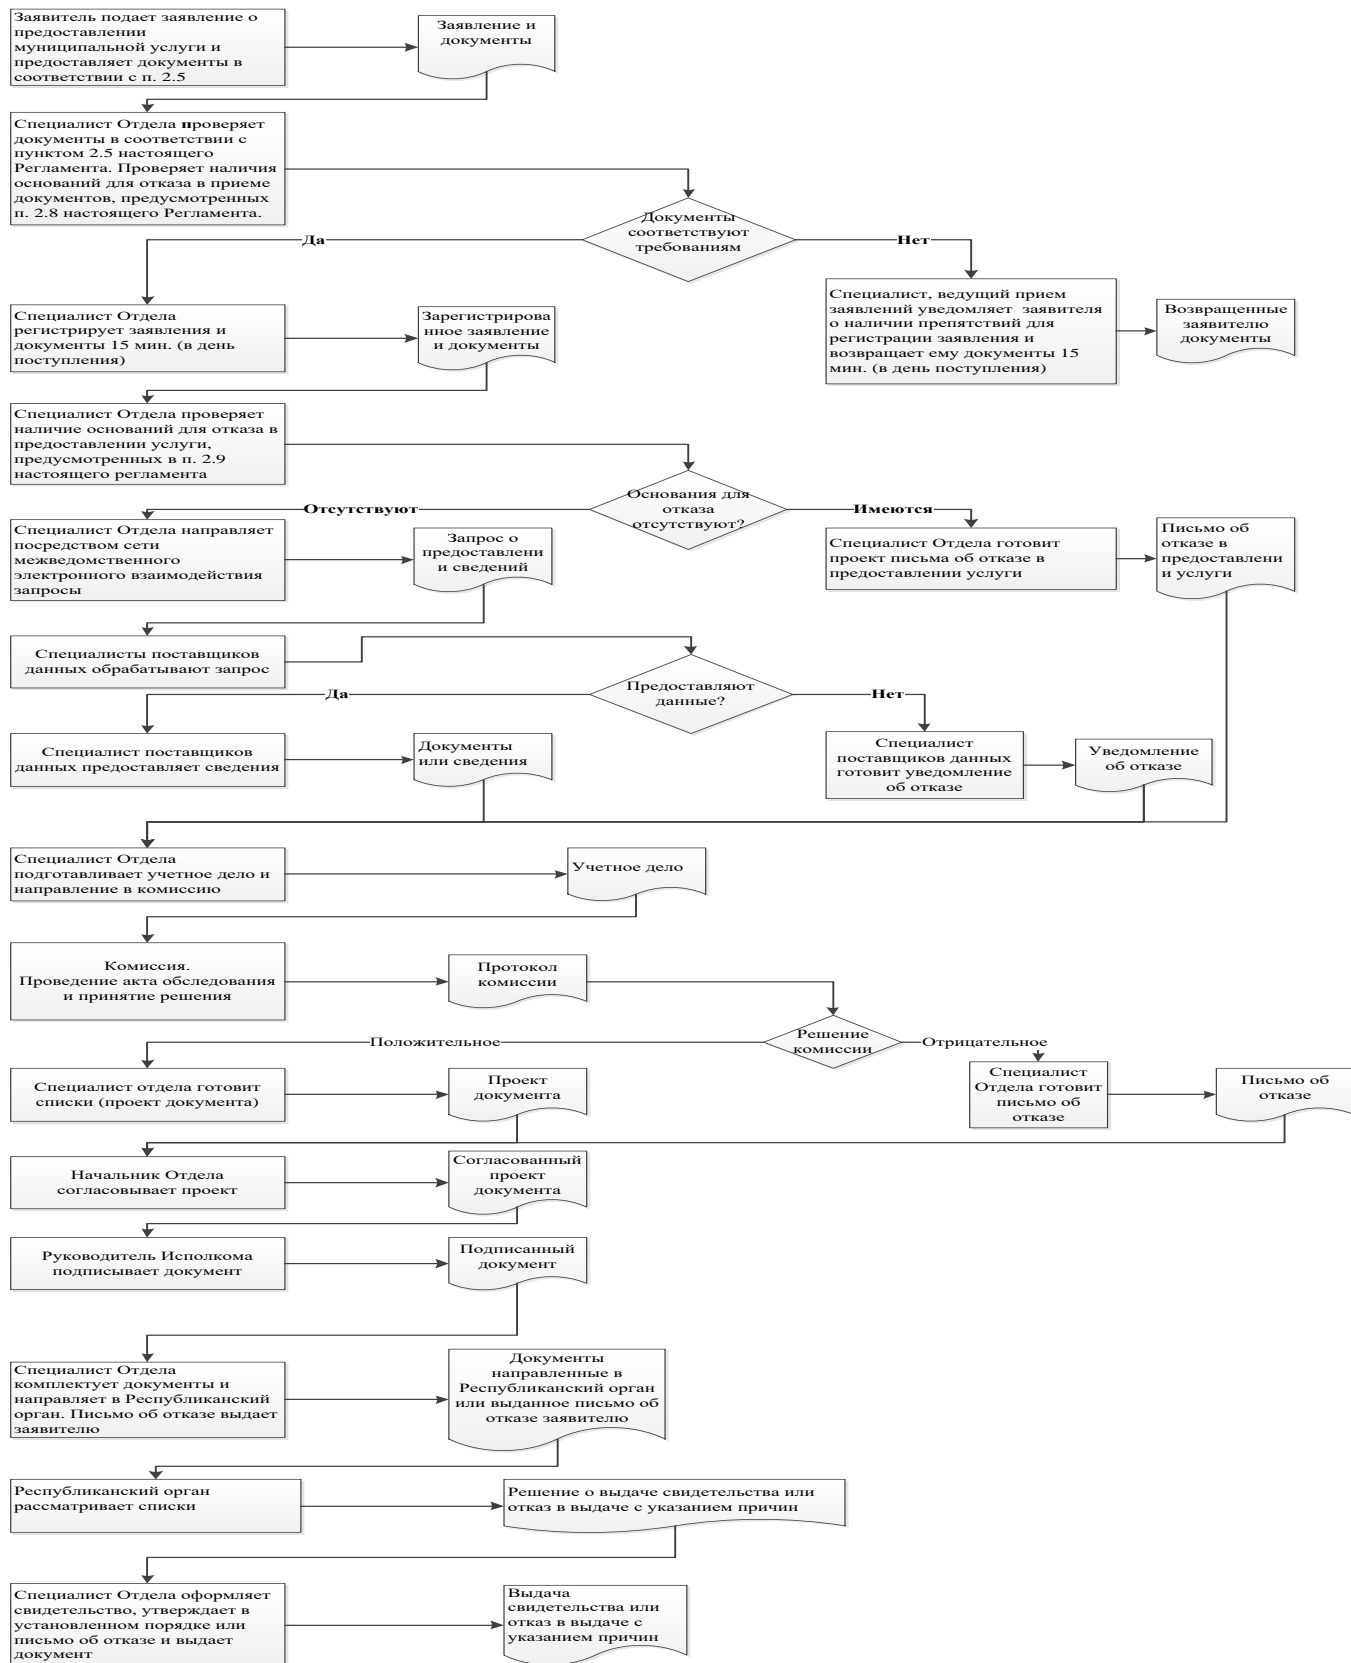 Заявитель подает заявление о
предоставлении
муниципальной услуги и
предоставляет документы в
соответствии с п. 2.5
Заявление и
документы
Специалист Отдела проверяет
документы в соответствии с
пунктом 2.5 настоящего
Регламента. Проверяет наличия
оснований для отказа в приеме
документов, предусмотренных
п. 2.8 настоящего Регламента.
Документы
соответствуют
требованиям
Да
Нет
Специалист Отдела
регистрирует заявления и
документы 15 мин. (в день
поступления)
Зарегистрирова
нное заявление
и документы
Специалист, ведущий прием
заявлений уведомляет заявителя
о наличии препятствий для
регистрации заявления и
возвращает ему документы 15
мин. (в день поступления)
Возвращенные
заявителю
документы
Специалист Отдела проверяет
наличие оснований для отказа в
предоставлении услуги,
предусмотренных в п. 2.9
настоящего регламента
Основания для
отказа
отсутствуют?
Отсутствуют
Имеются
Специалист Отдела направляет
посредством сети
межведомственного
электронного взаимодействия
запросы
Запрос о
предоставлени
и сведений
Специалист Отдела готовит
проект письма об отказе в
предоставлении услуги
Письмо об
отказе в
предоставлени
и услуги
Специалисты поставщиков
данных обрабатывают запрос
Предоставляют
данные?
Да
Нет
Специалист поставщиков
данных предоставляет сведения
Документы
или сведения
Специалист
поставщиков данных
готовит уведомление
об отказе
Уведомление
об отказе
Специалист Отдела
подготавливает учетное дело и
направление в комиссию
Учетное дело
Комиссия.
Проведение акта обследования
и принятие решения
Протокол
комиссии
Решение
комиссии
Положительное
Отрицательное
Специалист отдела готовит
списки (проект документа)
Проект
документа
Специалист
Отдела готовит
письмо об
отказе
Письмо об
отказе
Начальник Отдела
согласовывает проект
Согласованный
проект
документа
Руководитель Исполкома
подписывает документ
Подписанный
документ
Специалист Отдела
комплектует документы и
направляет в Республиканский
орган. Письмо об отказе выдает
заявителю
Документы
направленные в
Республиканский орган
или выданное письмо об
отказе заявителю
Республиканский орган
рассматривает списки
Решение о выдаче свидетельства или
отказ в выдаче с указанием причин
Специалист Отдела оформляет
свидетельство, утверждает в
установленном порядке или
письмо об отказе и выдает
документ
Выдача
свидетельства или
отказ в выдаче с
указанием причин